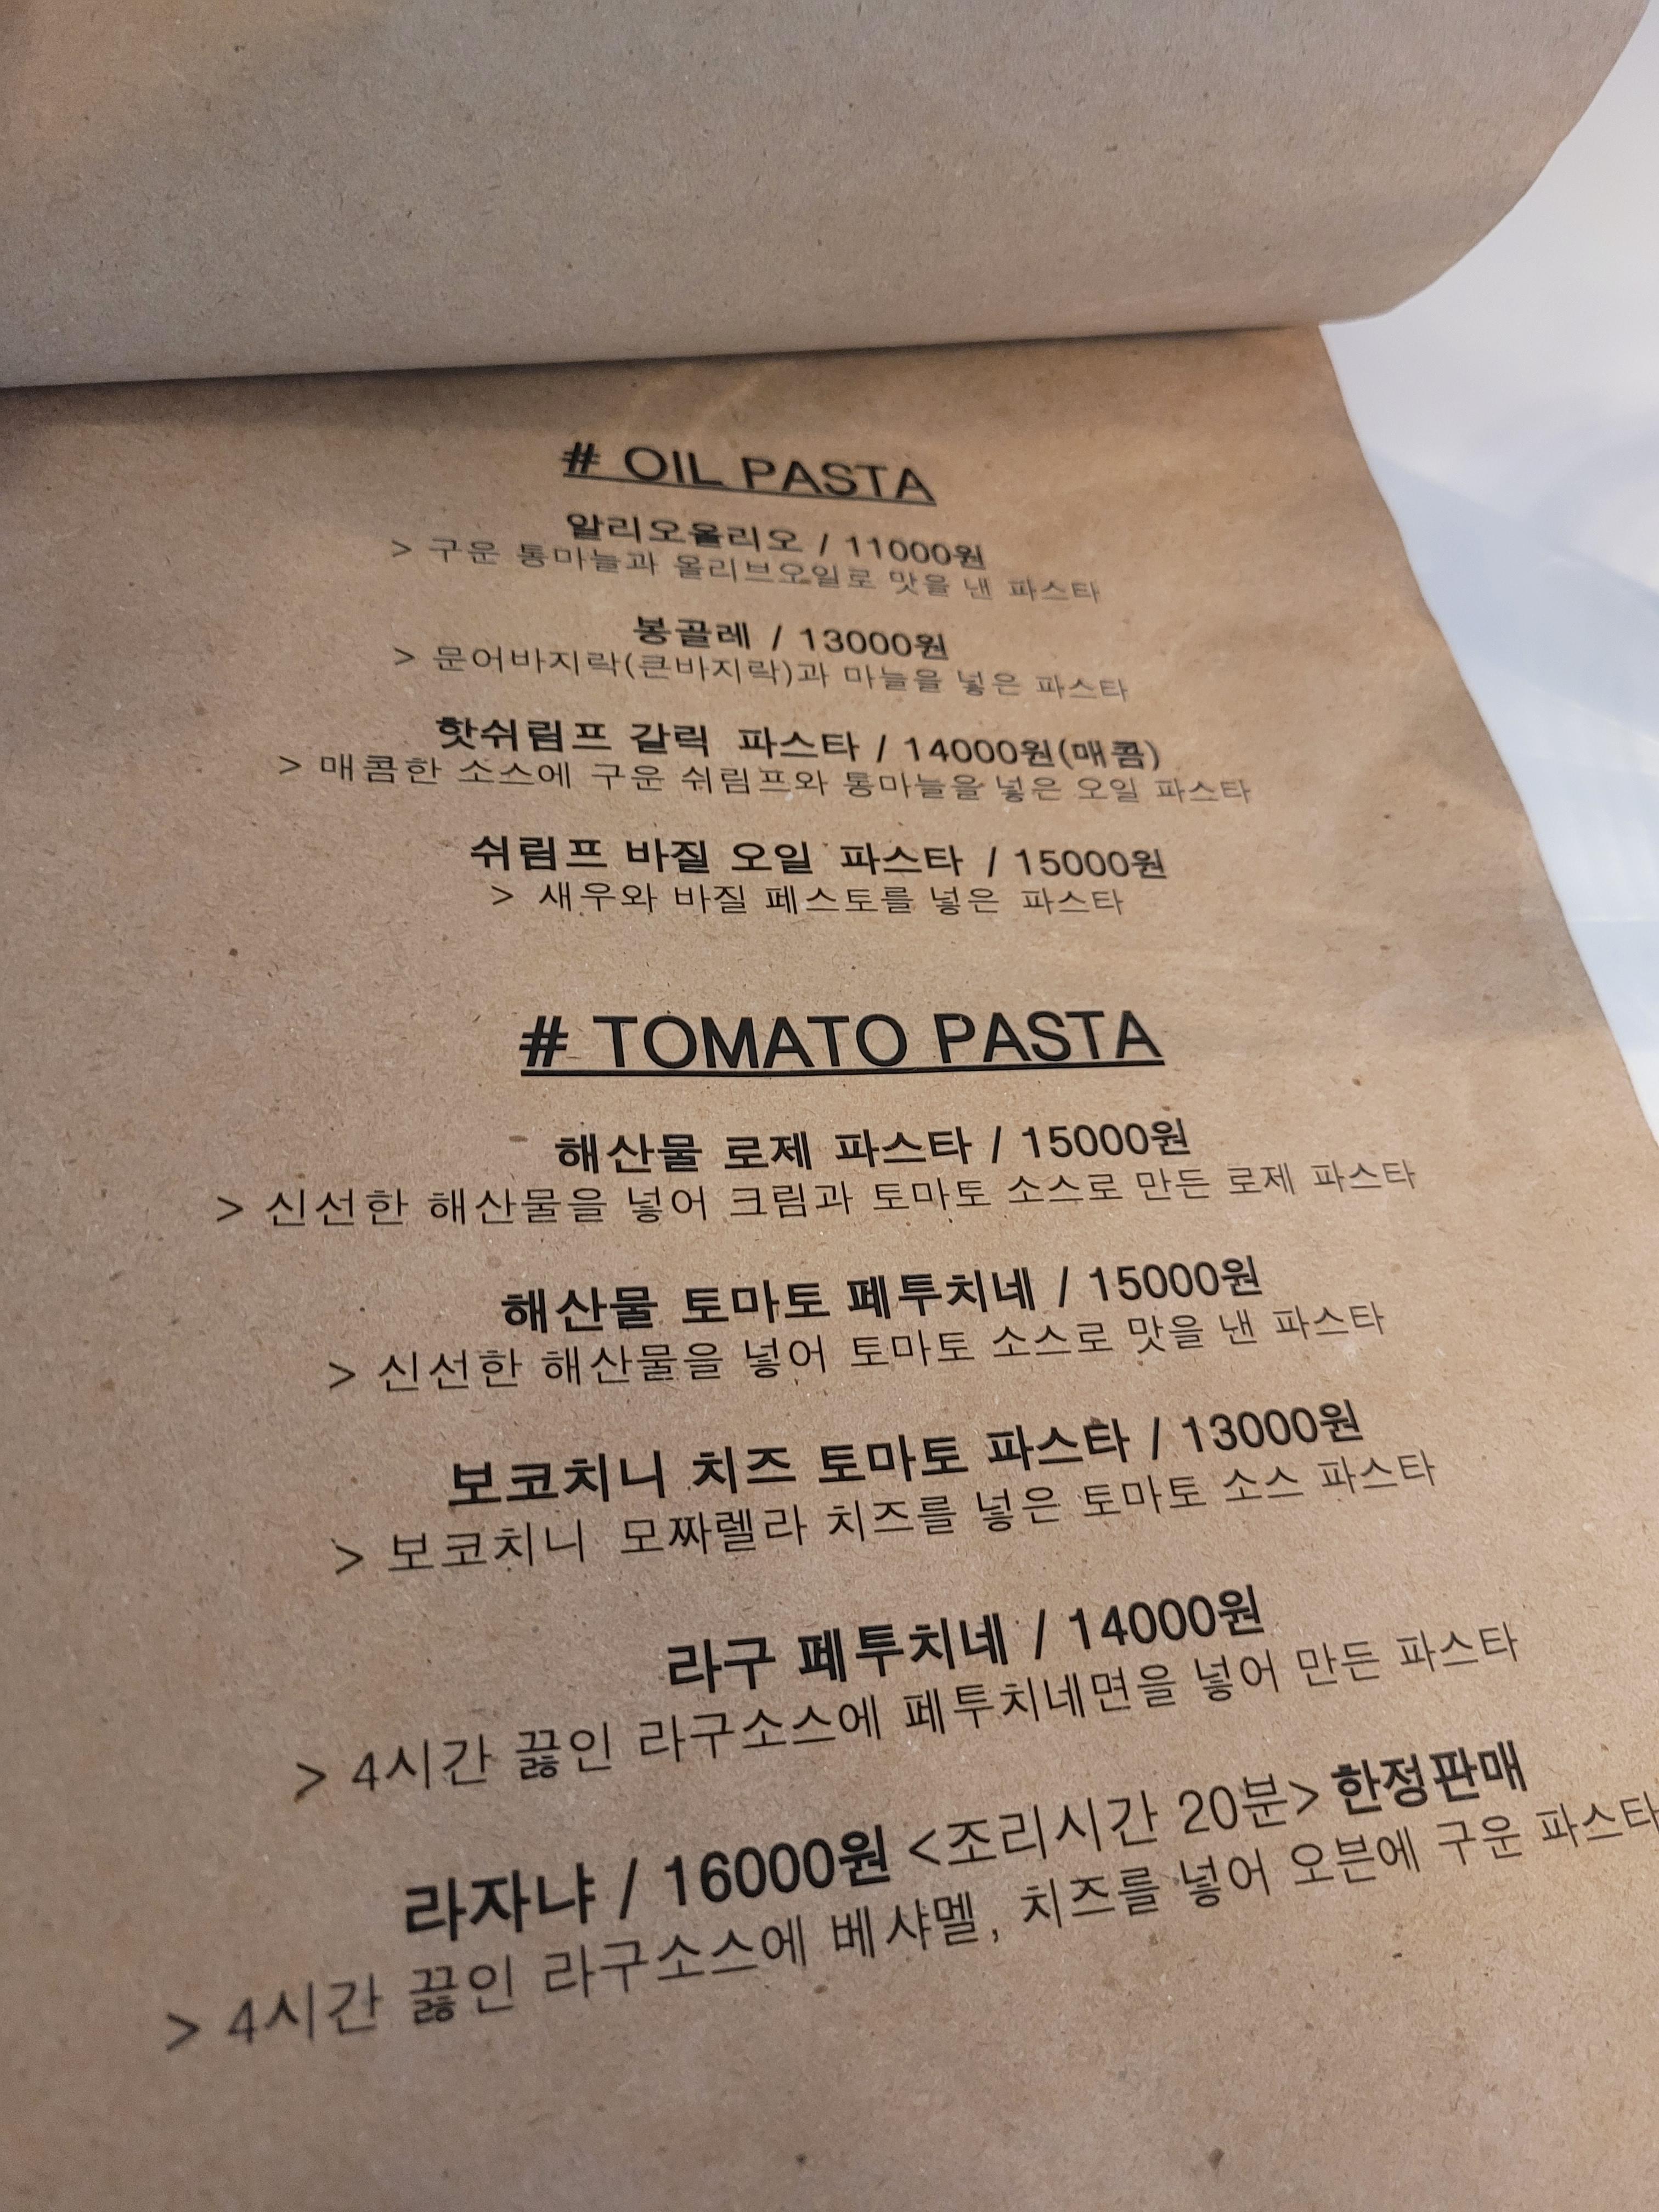 # OIL PASTA
알리오올리오 / 11000원
> 구운 통마늘과 올리브오일로 맛을 낸 파스타
봉골레 / 13000원
> 문어바지락(큰바지락)과 마늘을 넣은 파스타
핫쉬림프 갈릭 파스타 / 14000원(매콤)
> 매콤한 소스에 구운 쉬림프와 통마늘을 넣은 오일 파스타
쉬림프 바질 오일 파스타 / 15000원
> 새우와 바질 페스토를 넣은 파스타
# TOMATO PASTA
해산물 로제 파스타 / 15000원
> 신선한 해산물을 넣어 크림과 토마토 소스로 만든 로제 파스타
해산물 토마토 페투치네 / 15000원
> 신선한 해산물을 넣어 토마토 소스로 맛을 낸 파스타
보코치니 치즈 토마토 파스타 / 13000원
> 보코치니 모짜렐라 치즈를 넣은 토마토 소스 파스타
라구 페투치네 / 14000원
> 4시간 끓인 라구소스에 페투치네면을 넣어 만든 파스타
라자냐 / 16000원 <조리시간 20분> 한정판매
> 4시간 끓인 라구소스에 베샤멜, 치즈를 넣어 오븐에 구운 파스타